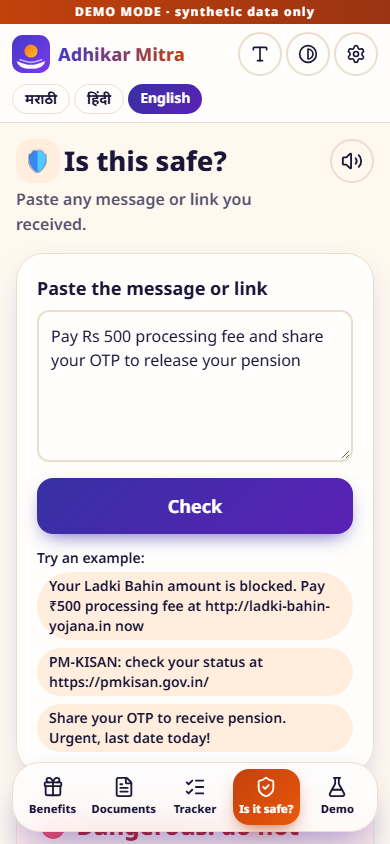 DEMO MODE · synthetic data only
Adhikar Mitra
मराठी
हिंदी
English
Is this safe?
Paste any message or link you
received.
Paste the message or link
Pay Rs 500 processing fee and share
your OTP to release your pension
Check
Try an example:
Your Ladki Bahin amount is blocked. Pay
₹500 processing fee at http://ladki-bahin-
yojana.in now
PM-KISAN: check your status at
https://pmkisan.gov.in/
Share your OTP to receive pension.
Urgent, last date today!
Benefits
Documents
Tracker
Is it safe?
Demo
Dangerous: do not